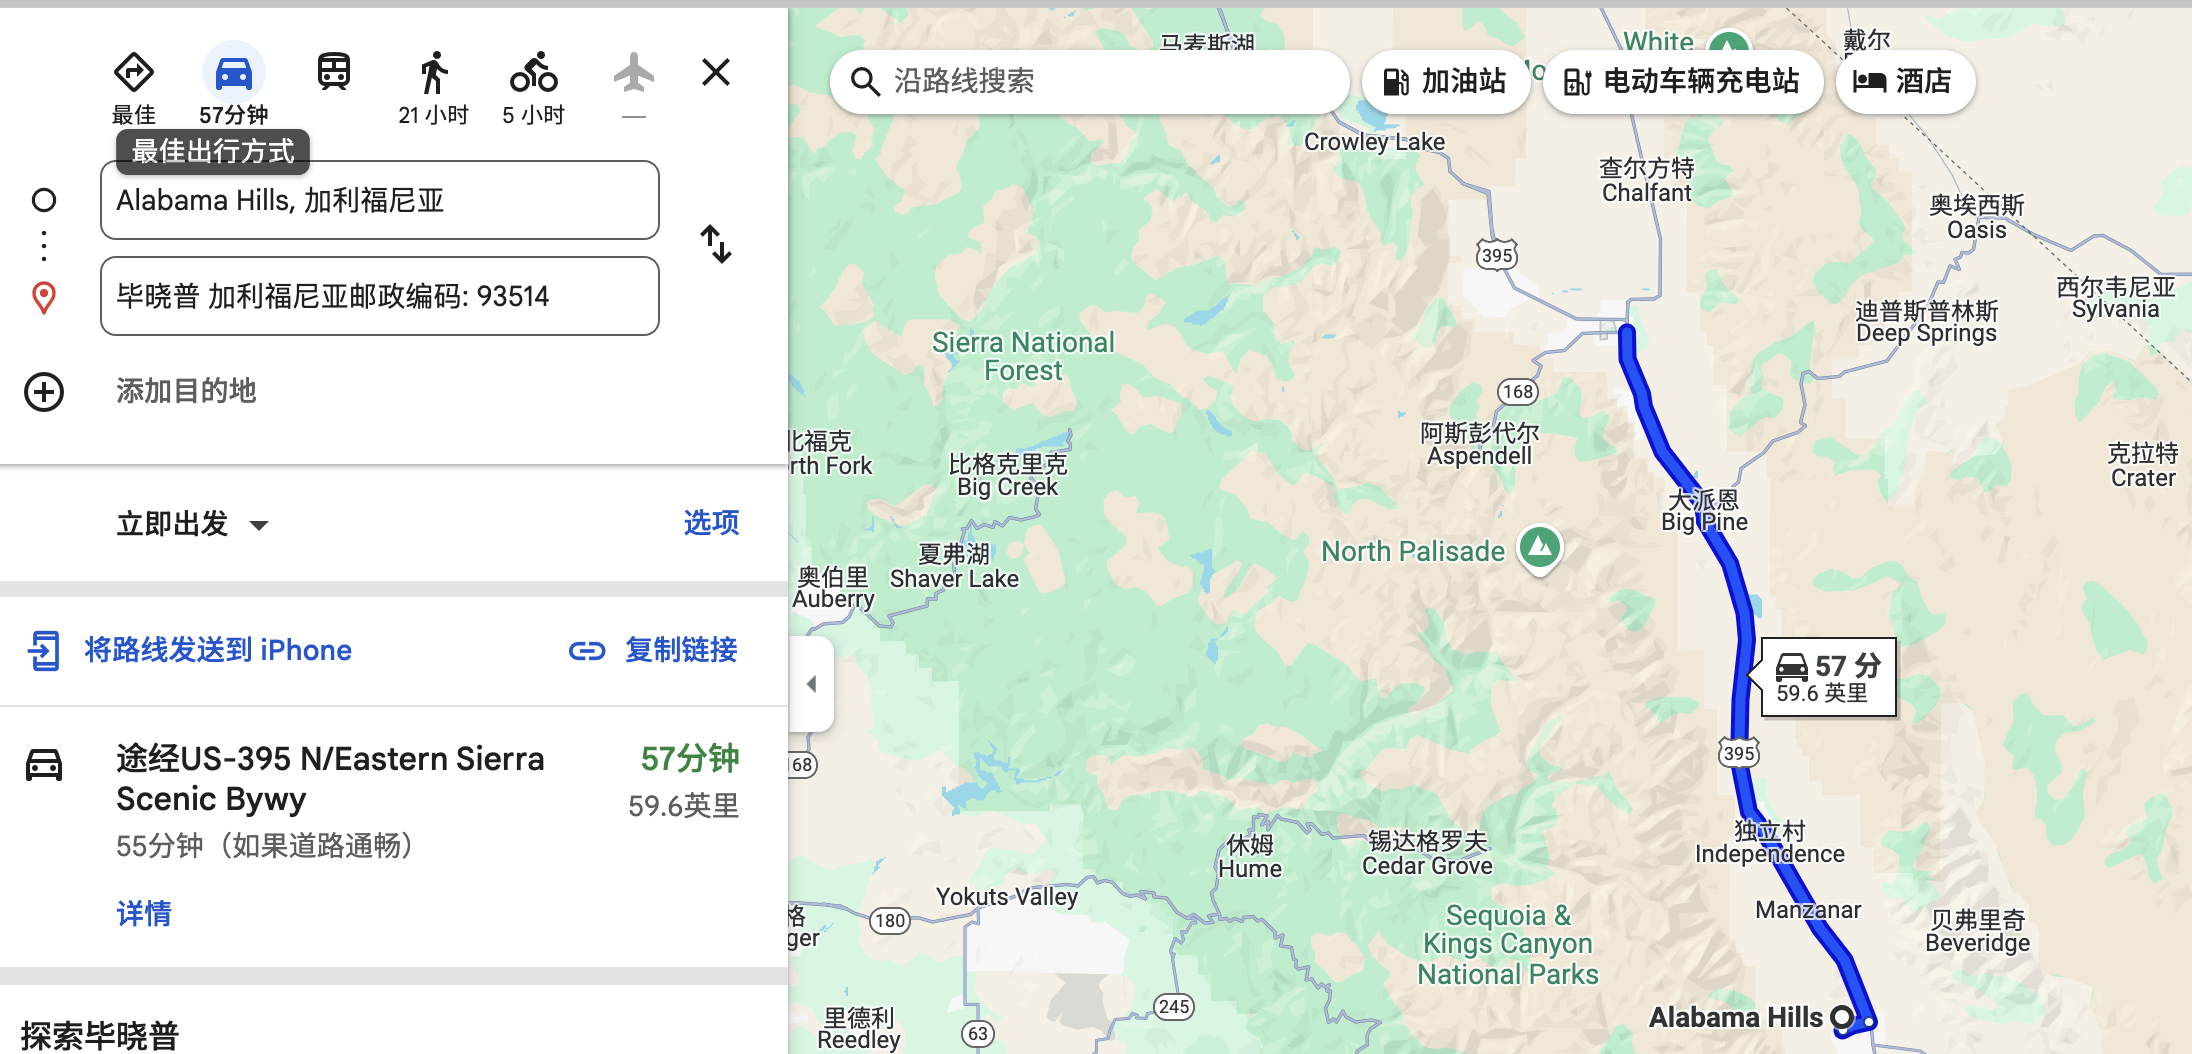 最佳
57分钟
21 小时
5 小时
—
最佳出行方式
Alabama Hills, 加利福尼亚
毕晓普 加利福尼亚邮政编码: 93514
添加目的地
立即出发
选项
将路线发送到 iPhone
复制链接
途经US-395 N/Eastern Sierra
Scenic Bywy
57分钟
59.6英里
55分钟（如果道路通畅）
详情
探索毕晓普
沿路线搜索
加油站
电动车辆充电站
酒店
马麦斯湖
White
戴尔
Crowley Lake
查尔方特
Chalfant
奥埃西斯
Oasis
395
西尔韦尼亚
Sylvania
迪普斯普林斯
Deep Springs
Sierra National
Forest
168
阿斯彭代尔
Aspendell
北福克
rth Fork
比格克里克
Big Creek
克拉特
Crater
大派恩
Big Pine
North Palisade
夏弗湖
Shaver Lake
奥伯里
Auberry
57 分
59.6 英里
395
68
独立村
Independence
休姆
Hume
锡达格罗夫
Cedar Grove
Yokuts Valley
180
格
ger
Manzanar
贝弗里奇
Beveridge
Sequoia &
Kings Canyon
National Parks
245
Alabama Hills
里德利
Reedley
63